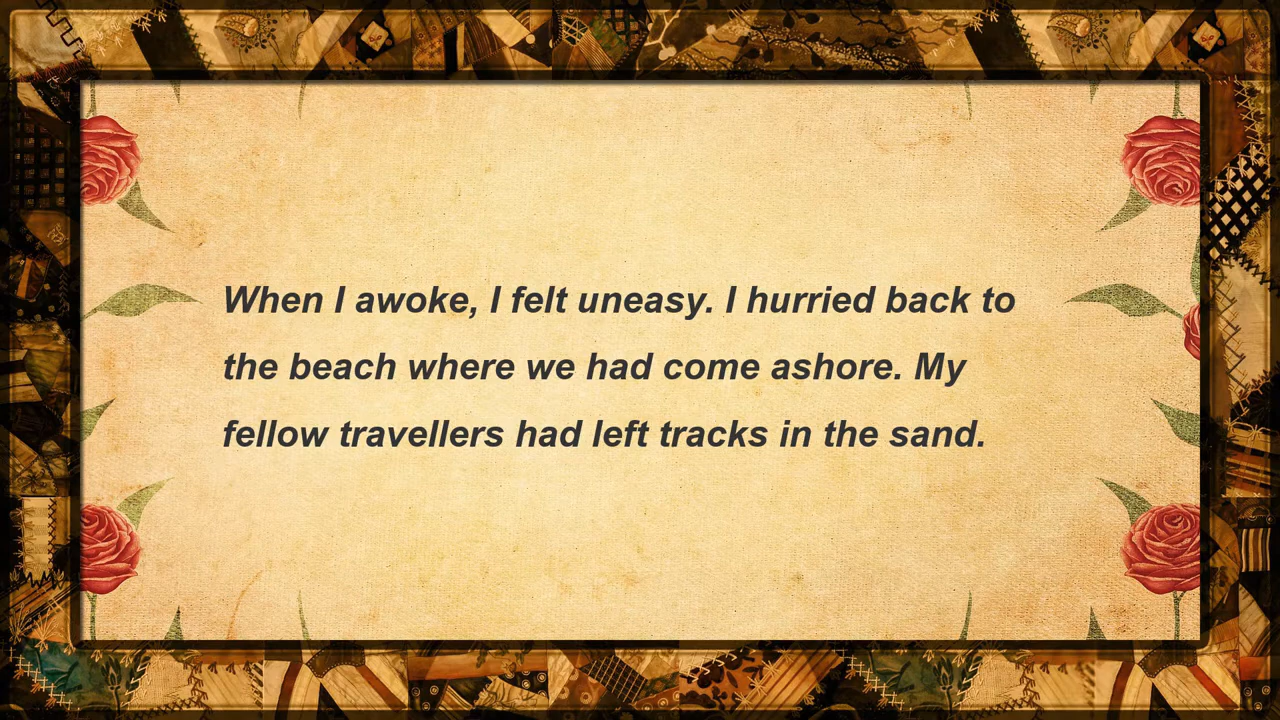 When I awoke, I felt uneasy. I hurried back to
the beach where we had come ashore. My
fellow travellers had left tracks in the sand.